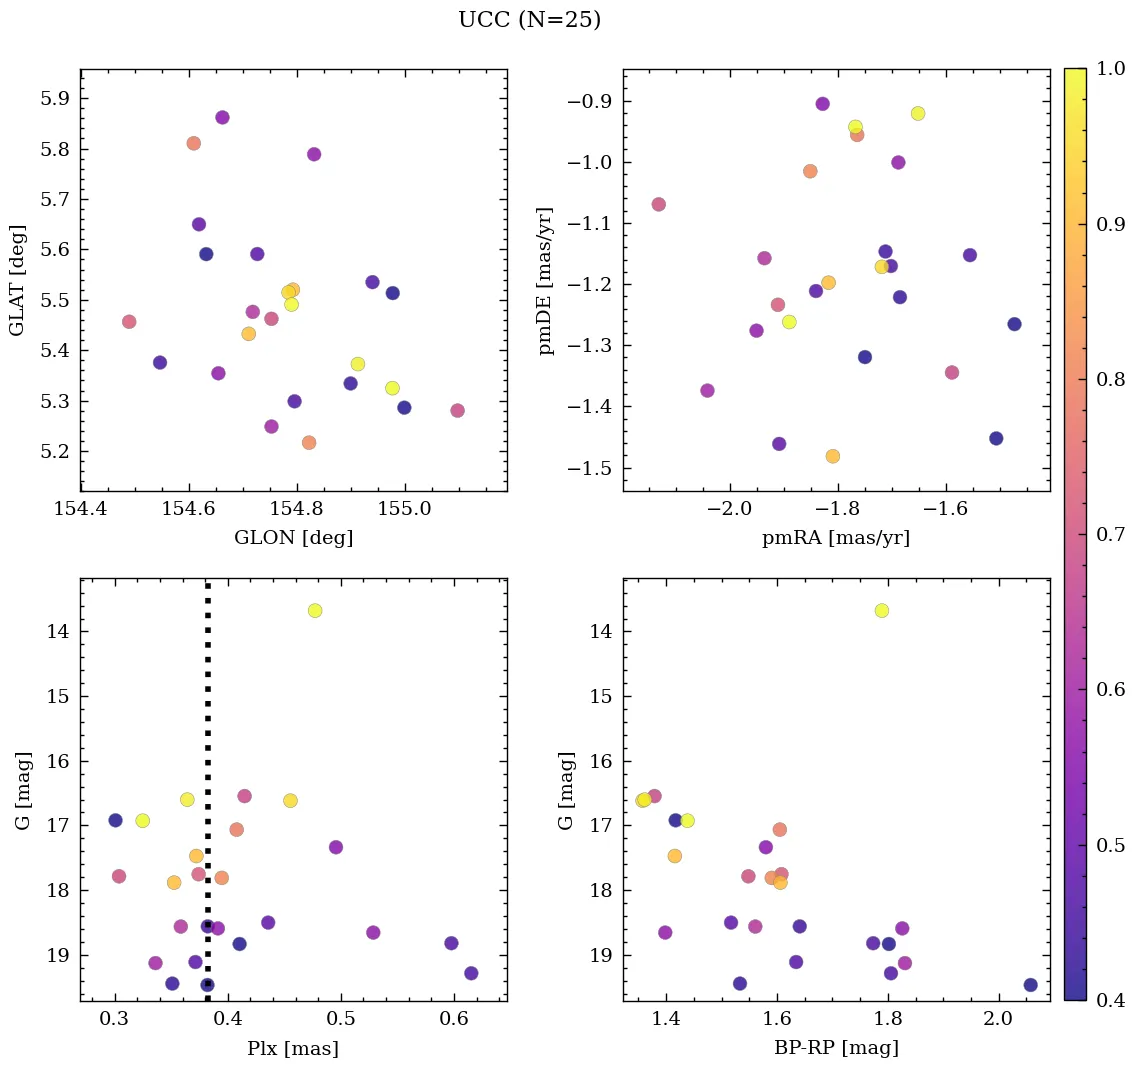 UCC (N=25)
5.9
5.8
5.7
5.6
5.5
5.4
5.3
5.2
GLAT [deg]
154.4 154.6 154.8 155.0
GLON [deg]
−0.9
−1.0
−1.1
−1.2
−1.3
−1.4
−1.5
pmDE [mas/yr]
−2.0 −1.8 −1.6
pmRA [mas/yr]
14
15
16
17
18
19
G [mag]
0.3 0.4 0.5 0.6
Plx [mas]
14
15
16
17
18
19
G [mag]
1.4 1.6 1.8 2.0
BP-RP [mag]
1.0
0.9
0.8
0.7
0.6
0.5
0.4